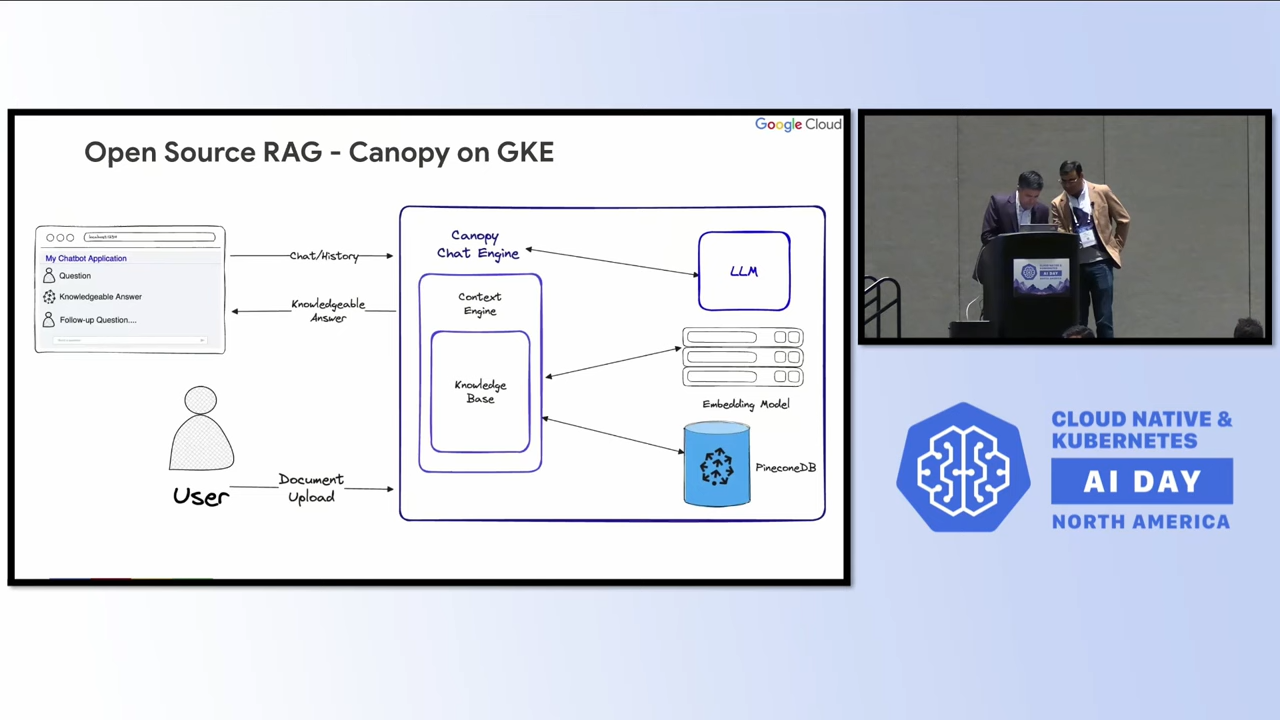 Google Cloud
Open Source RAG - Canopy on GKE
My Chatbot Application
Question
Knowledgeable Answer
Follow-up Question....
Chat/History
Knowledgeable
Answer
User
Document
Upload
Canopy
Chat Engine
Context
Engine
Knowledge
Base
LLM
Embedding Model
PineconeDB
CLOUD NATIVE &
KUBERNETES
AI DAY
NORTH AMERICA
AI DAY